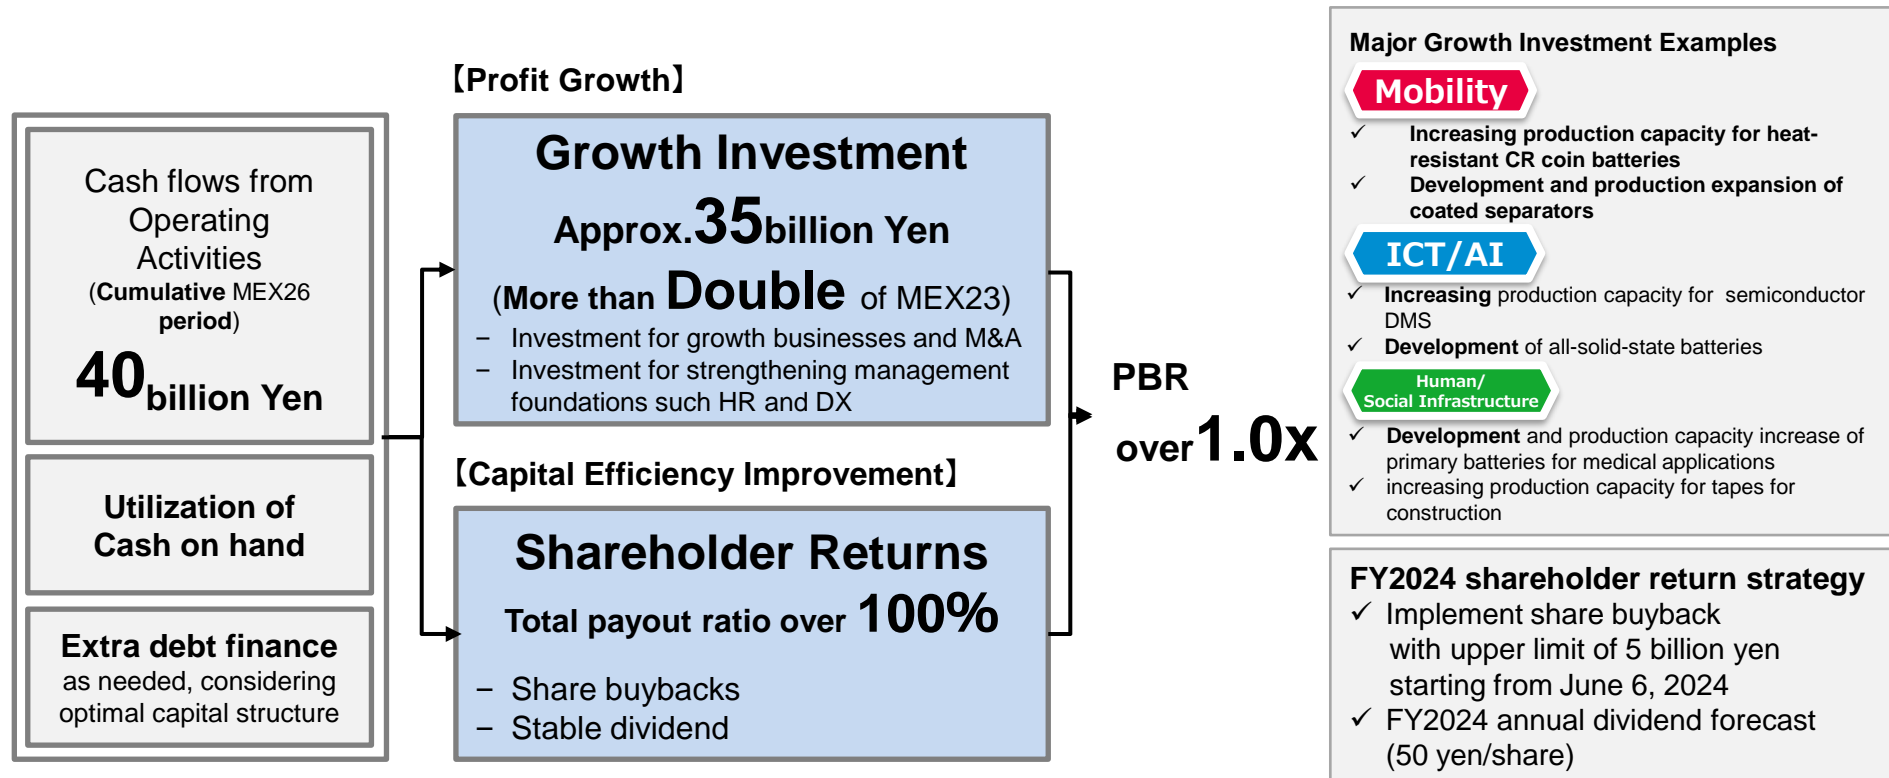 Cash flows from
Operating
Activities
(Cumulative MEX26
period)
40billion Yen
Utilization of
Cash on hand
Extra debt finance
as needed, considering
optimal capital structure
【Profit Growth】
Growth Investment
Approx.35billion Yen
(More than Double of MEX23)
− Investment for growth businesses and M&A
− Investment for strengthening management
foundations such HR and DX
【Capital Efficiency Improvement】
Shareholder Returns
Total payout ratio over 100%
− Share buybacks
− Stable dividend
PBR
over 1.0x
Major Growth Investment Examples
Mobility
✓ Increasing production capacity for heat-
resistant CR coin batteries
✓ Development and production expansion of
coated separators
ICT/AI
✓ Increasing production capacity for semiconductor
DMS
✓ Development of all-solid-state batteries
Human/
Social Infrastructure
✓ Development and production capacity increase of
primary batteries for medical applications
✓ increasing production capacity for tapes for
construction
FY2024 shareholder return strategy
✓ Implement share buyback
with upper limit of 5 billion yen
starting from June 6, 2024
✓ FY2024 annual dividend forecast
(50 yen/share)